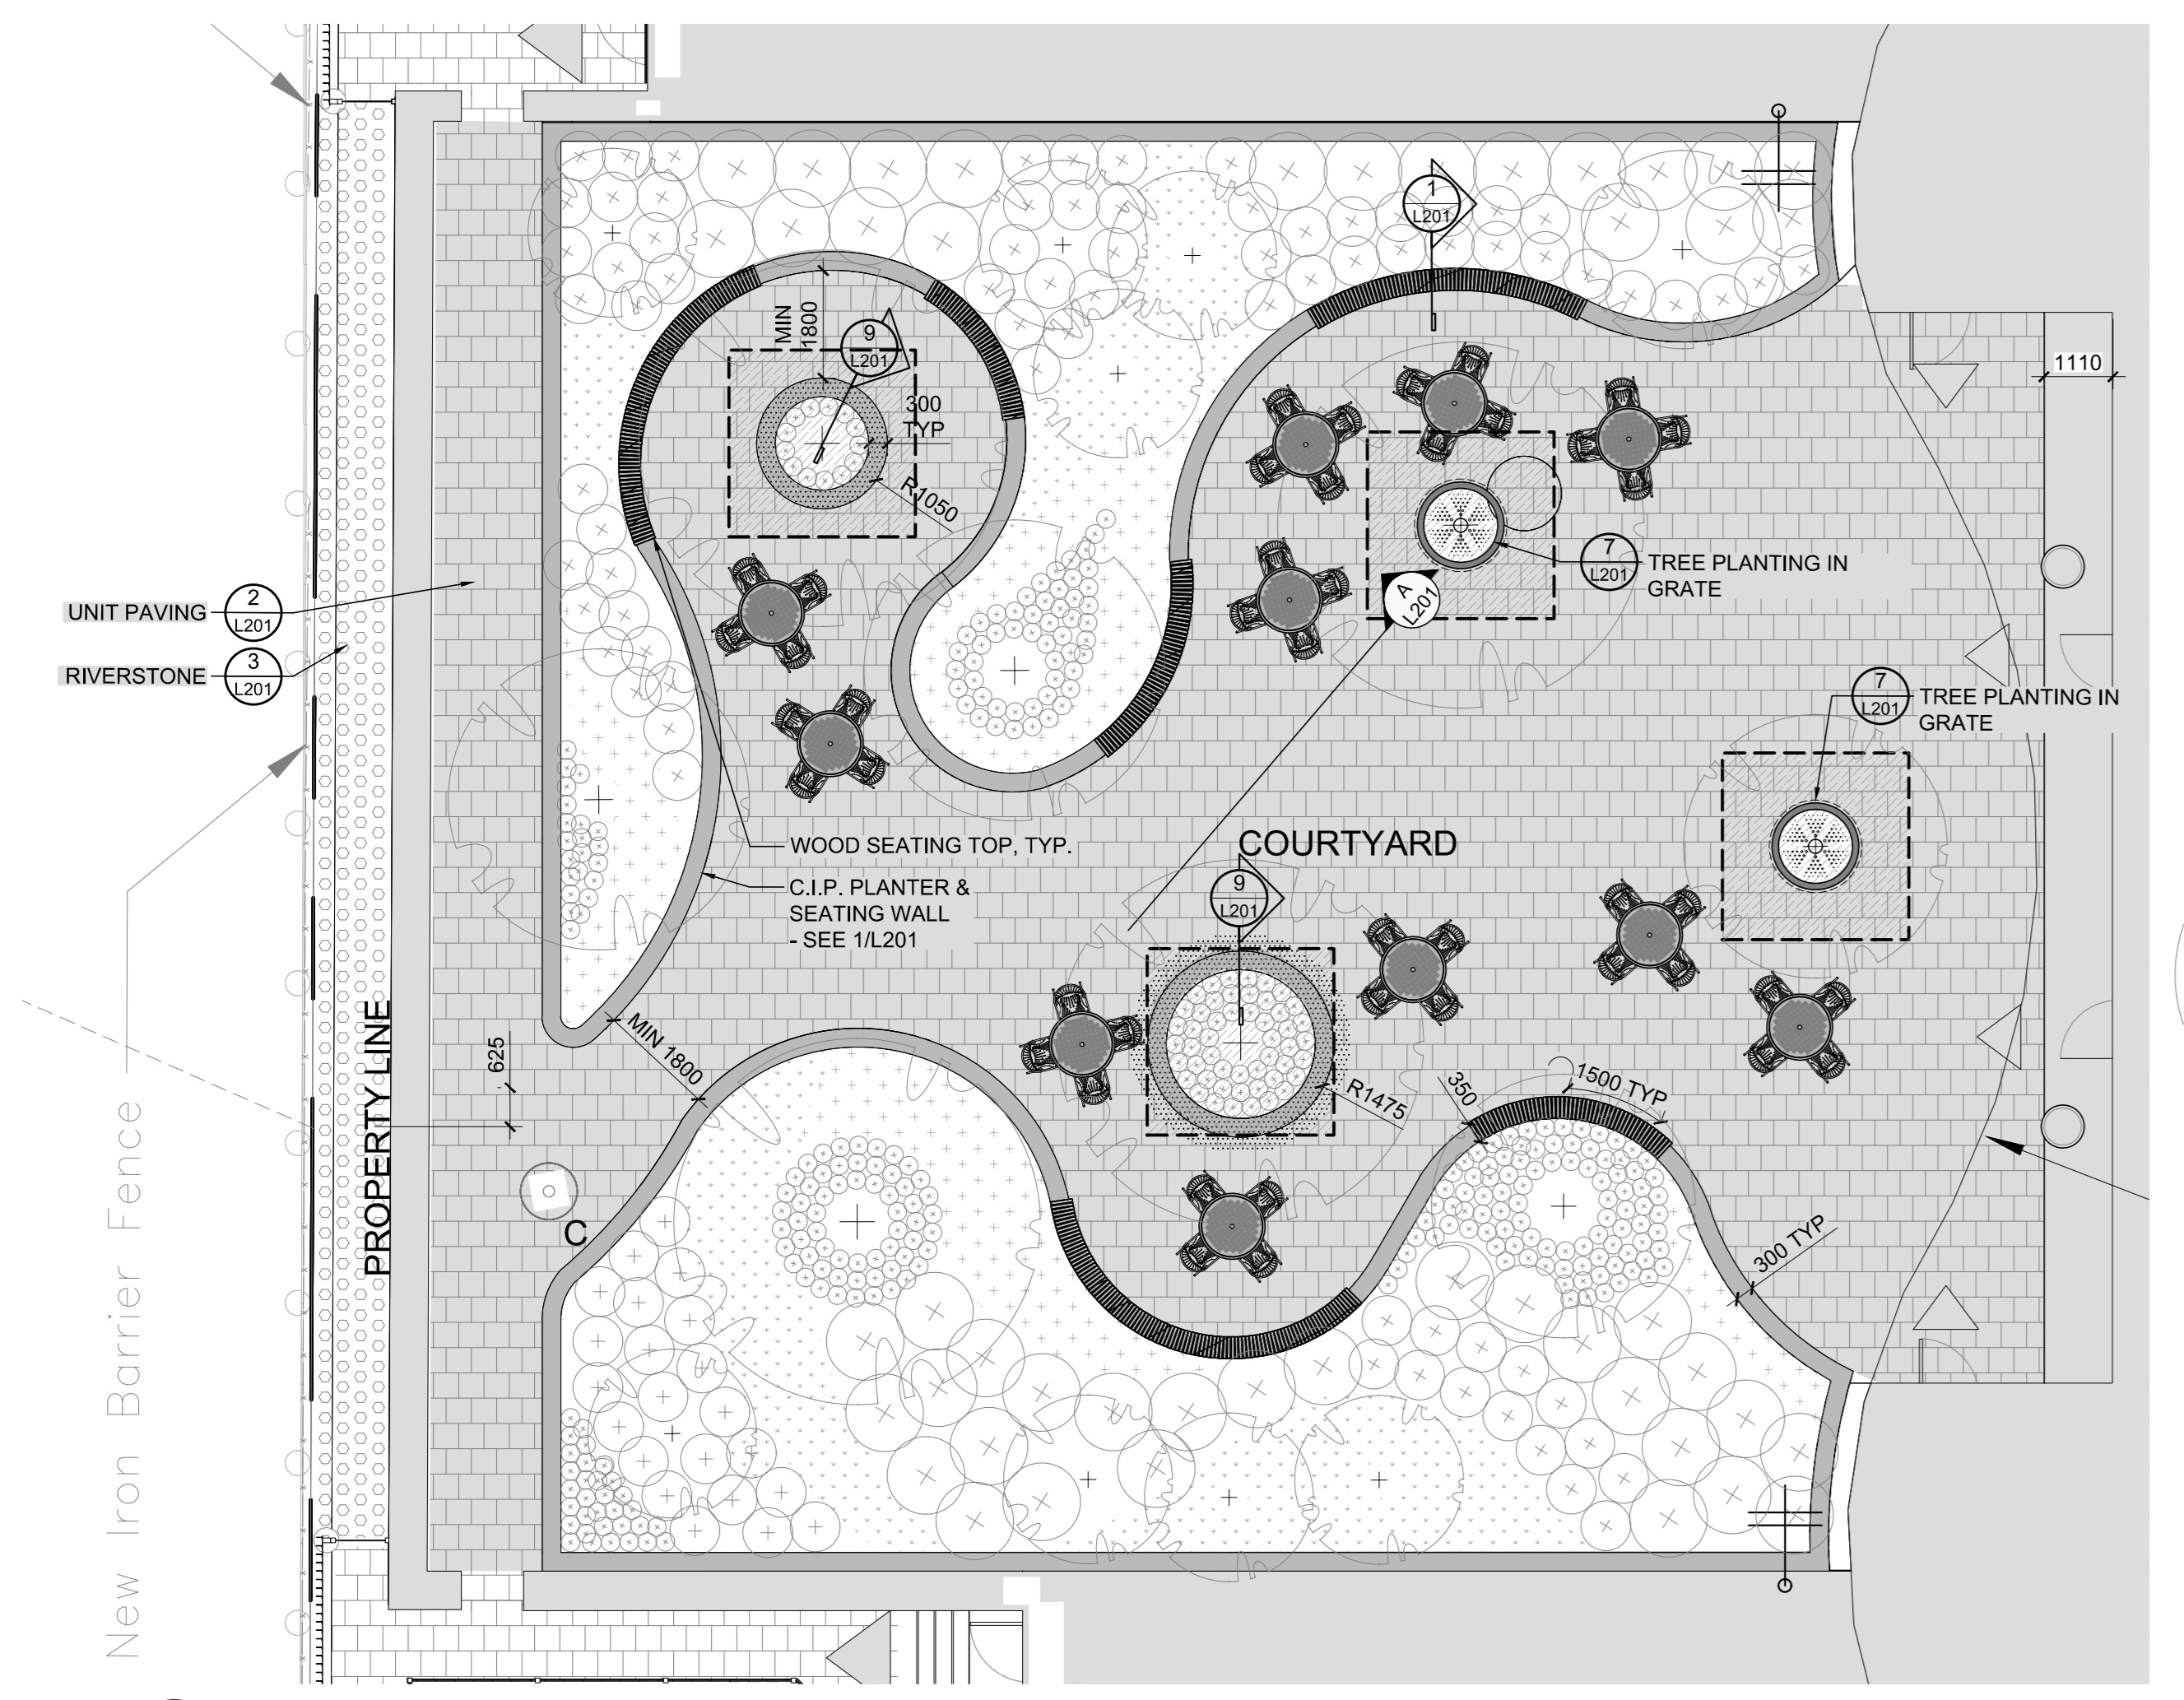 1
L201
MIN
1800
9
L201
300
TYP
R1050
1110
7
L201
TREE PLANTING IN
GRATE
A
L201
UNIT PAVING
2
L201
RIVERSTONE
3
L201
7
L201
TREE PLANTING IN
GRATE
WOOD SEATING TOP, TYP.
COURTYARD
C.I.P. PLANTER &
SEATING WALL
- SEE 1/L201
9
L201
PROPERTY LINE
625
MIN 1800
R1475
350
1500 TYP
300 TYP
C
New Iron Barrier Fence